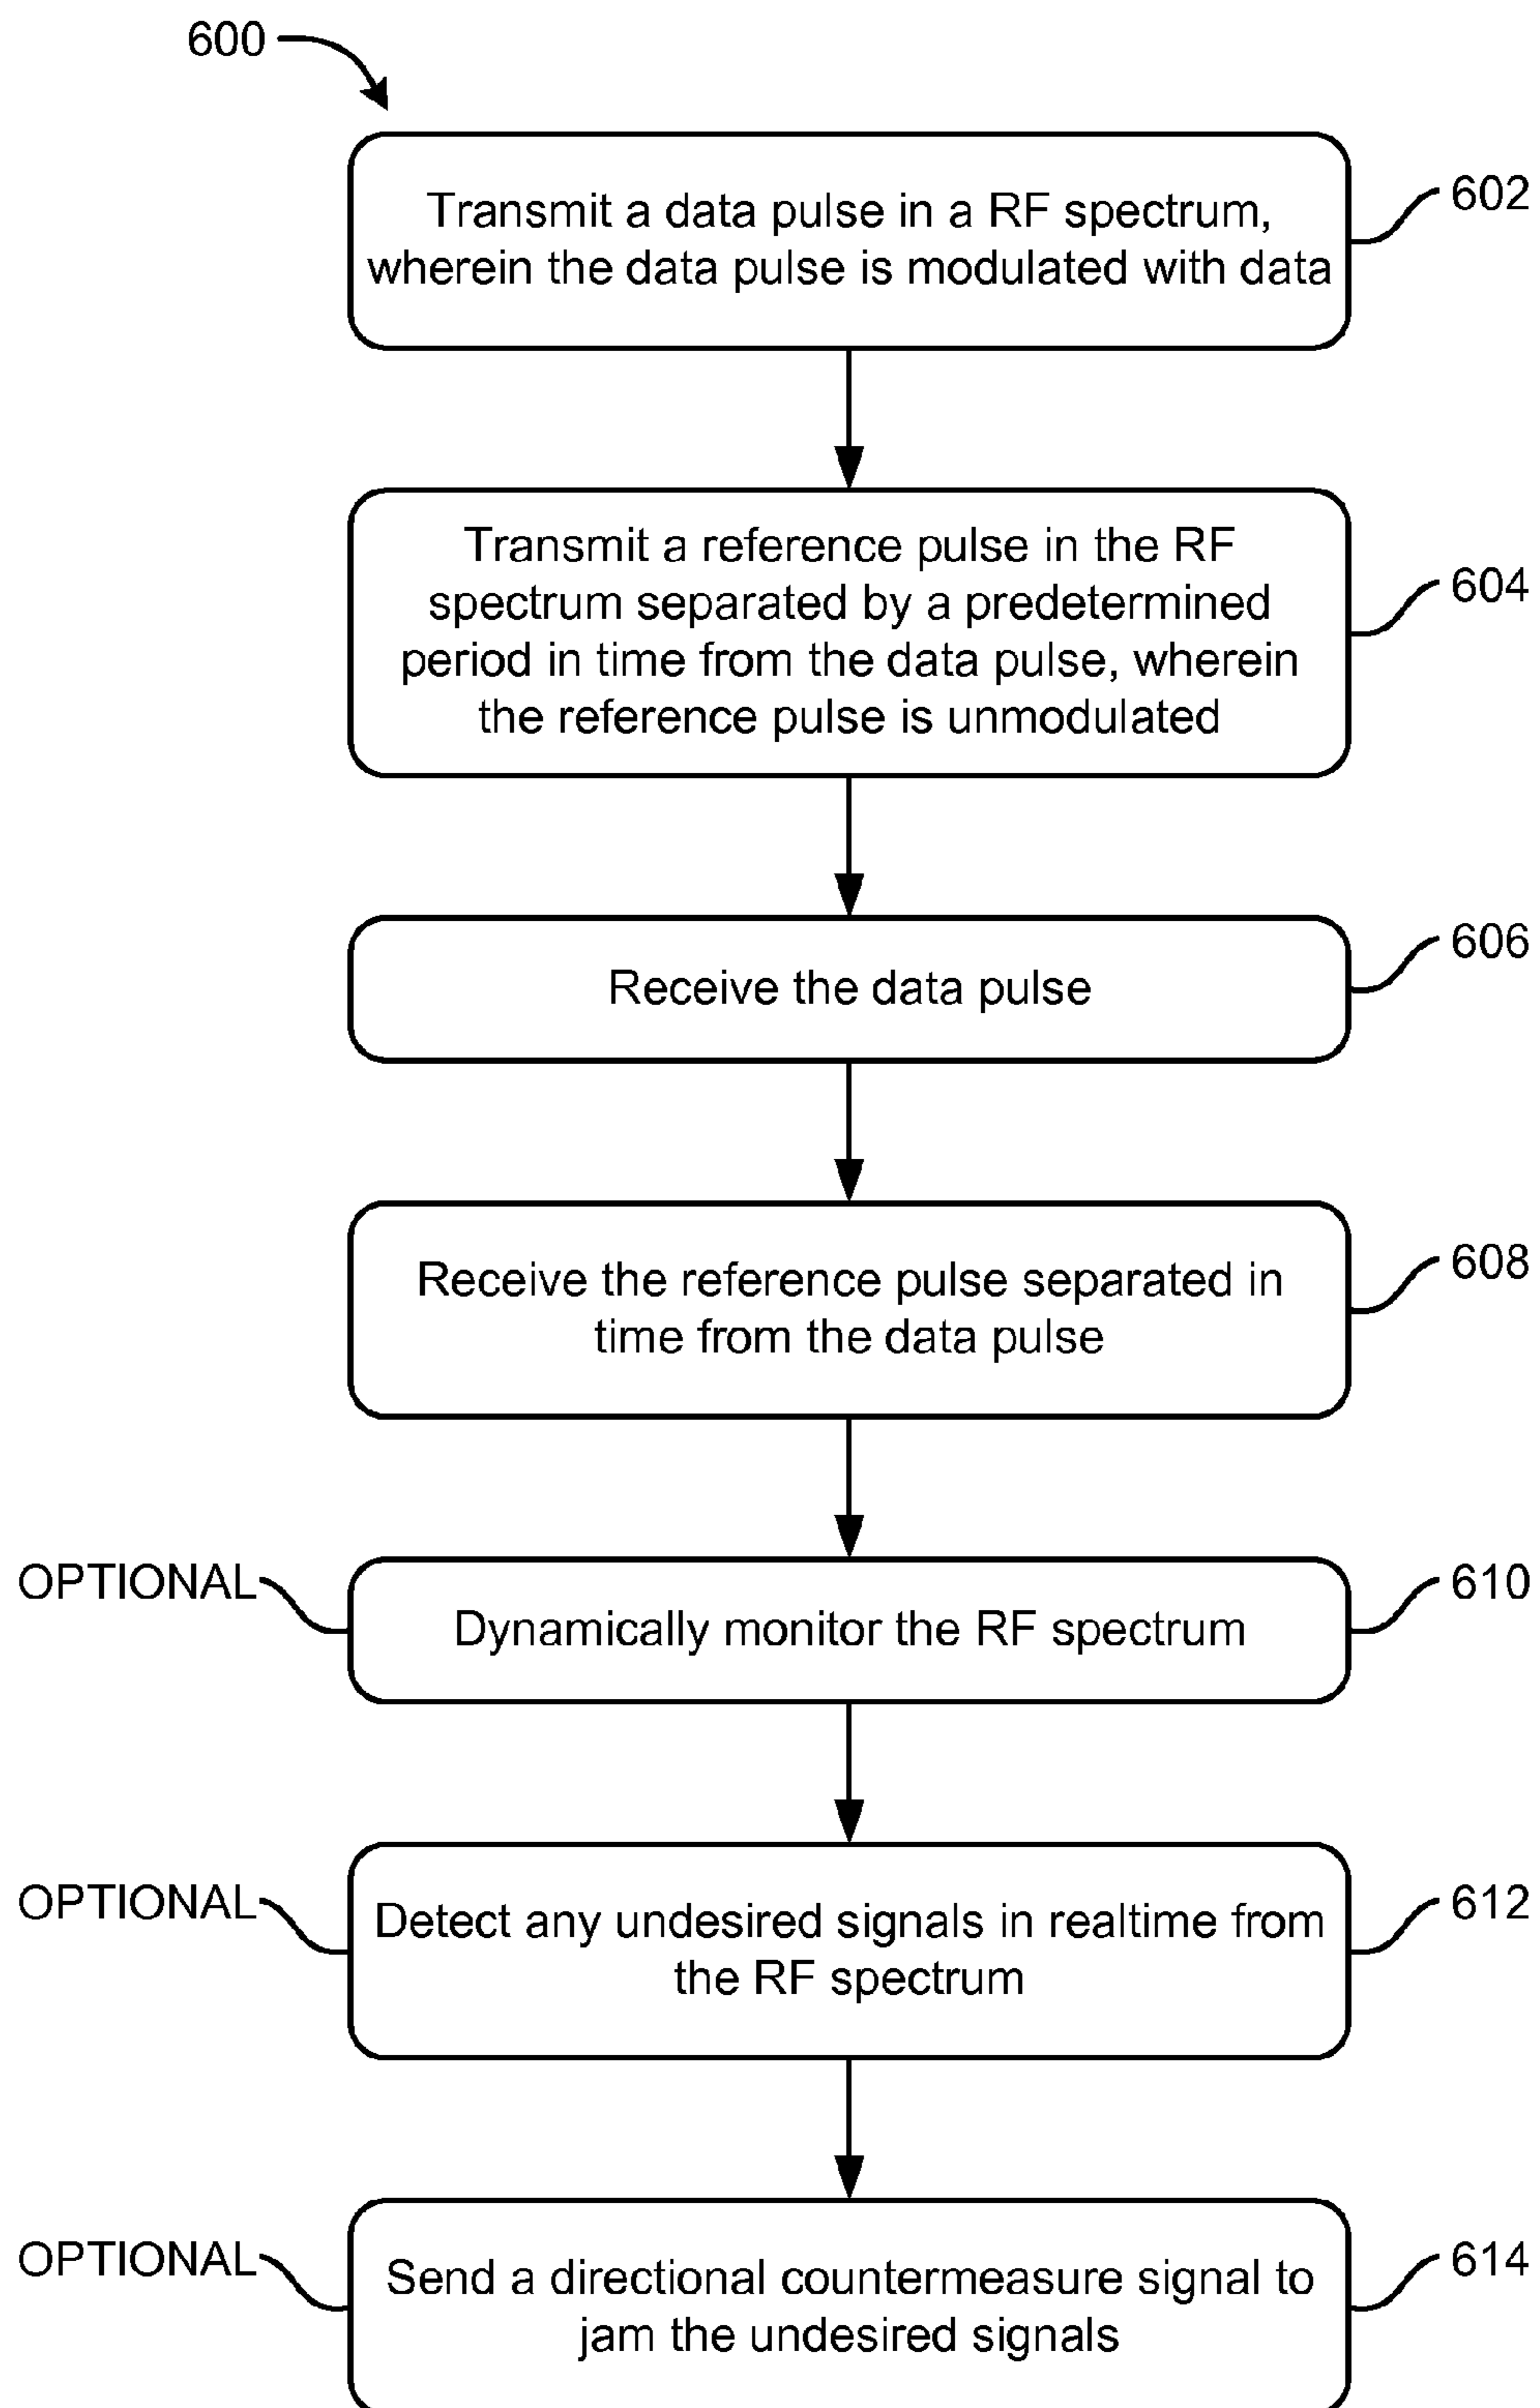 600
Transmit a data pulse in a RF spectrum,
wherein the data pulse is modulated with data
602
Transmit a reference pulse in the RF
spectrum separated by a predetermined
period in time from the data pulse, wherein
the reference pulse is unmodulated
604
Receive the data pulse
606
Receive the reference pulse separated in
time from the data pulse
608
OPTIONAL
Dynamically monitor the RF spectrum
610
OPTIONAL
Detect any undesired signals in realtime from
the RF spectrum
612
OPTIONAL
Send a directional countermeasure signal to
jam the undesired signals
614